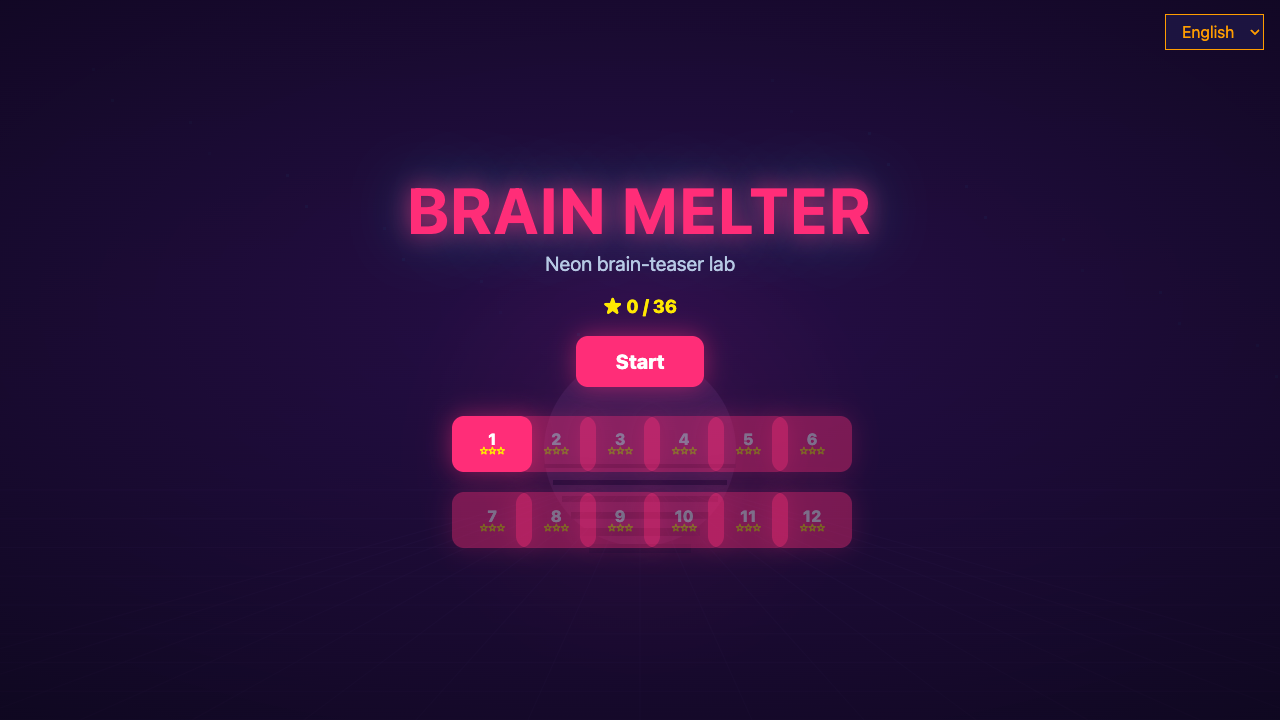 English
BRAIN MELTER
Neon brain-teaser lab
★ 0 / 36
Start
1 2 3 4 5 6
☆☆☆ ☆☆☆ ☆☆☆ ☆☆☆ ☆☆☆ ☆☆☆
7 8 9 10 11 12
☆☆☆ ☆☆☆ ☆☆☆ ☆☆☆ ☆☆☆ ☆☆☆